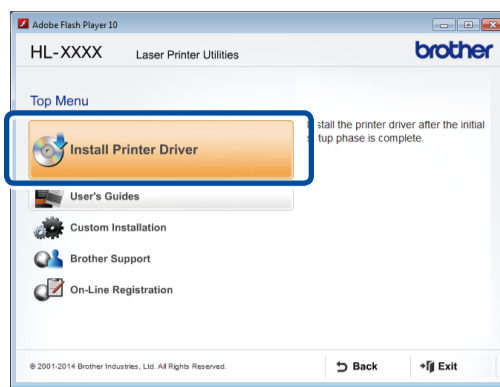 Adobe Flash Player 10
HL-XXXX Laser Printer Utilities brother
Top Menu
Install Printer Driver
stall the printer driver after the initial
tup phase is complete.
User's Guides
Custom Installation
Brother Support
On-Line Registration
© 2001-2014 Brother Industries, Ltd. All Rights Reserved. Back Exit